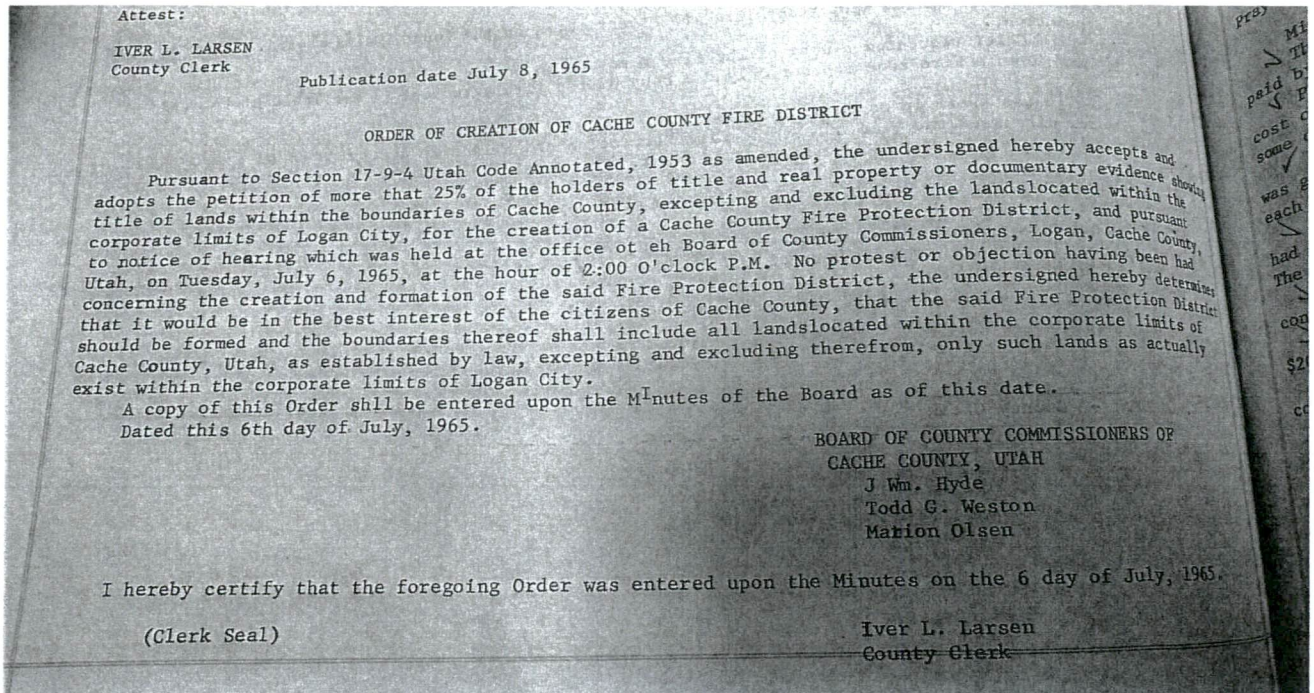 Attest:
IVER L. LARSEN
County Clerk
Publication date July 8, 1965
ORDER OF CREATION OF CACHE COUNTY FIRE DISTRICT
Pursuant to Section 17-9-4 Utah Code Annotated, 1953 as amended, the undersigned hereby accepts and
adopts the petition of more that 25% of the holders of title and real property or documentary evidence showing
title of lands within the boundaries of Cache County, excepting and excluding the landslocated within the
corporate limits of Logan City, for the creation of a Cache County Fire Protection District, and pursuant
to notice of hearing which was held at the office ot eh Board of County Commissioners, Logan, Cache County,
Utah, on Tuesday, July 6, 1965, at the hour of 2:00 O'clock P.M. No protest or objection having been had
concerning the creation and formation of the said Fire Protection District, the undersigned hereby determines
that it would be in the best interest of the citizens of Cache County, that the said Fire Protection District
should be formed and the boundaries thereof shall include all landslocated within the corporate limits of
Cache County, Utah, as established by law, excepting and excluding therefrom, only such lands as actually
exist within the corporate limits of Logan City.
A copy of this Order shll be entered upon the MInutes of the Board as of this date.
Dated this 6th day of July, 1965.
BOARD OF COUNTY COMMISSIONERS OF
CACHE COUNTY, UTAH
J Wm. Hyde
Todd G. Weston
Marion Olsen
I hereby certify that the foregoing Order was entered upon the Minutes on the 6 day of July, 1965.
(Clerk Seal)
Iver L. Larsen
County Clerk
paid
cost
some
was
each
had
The